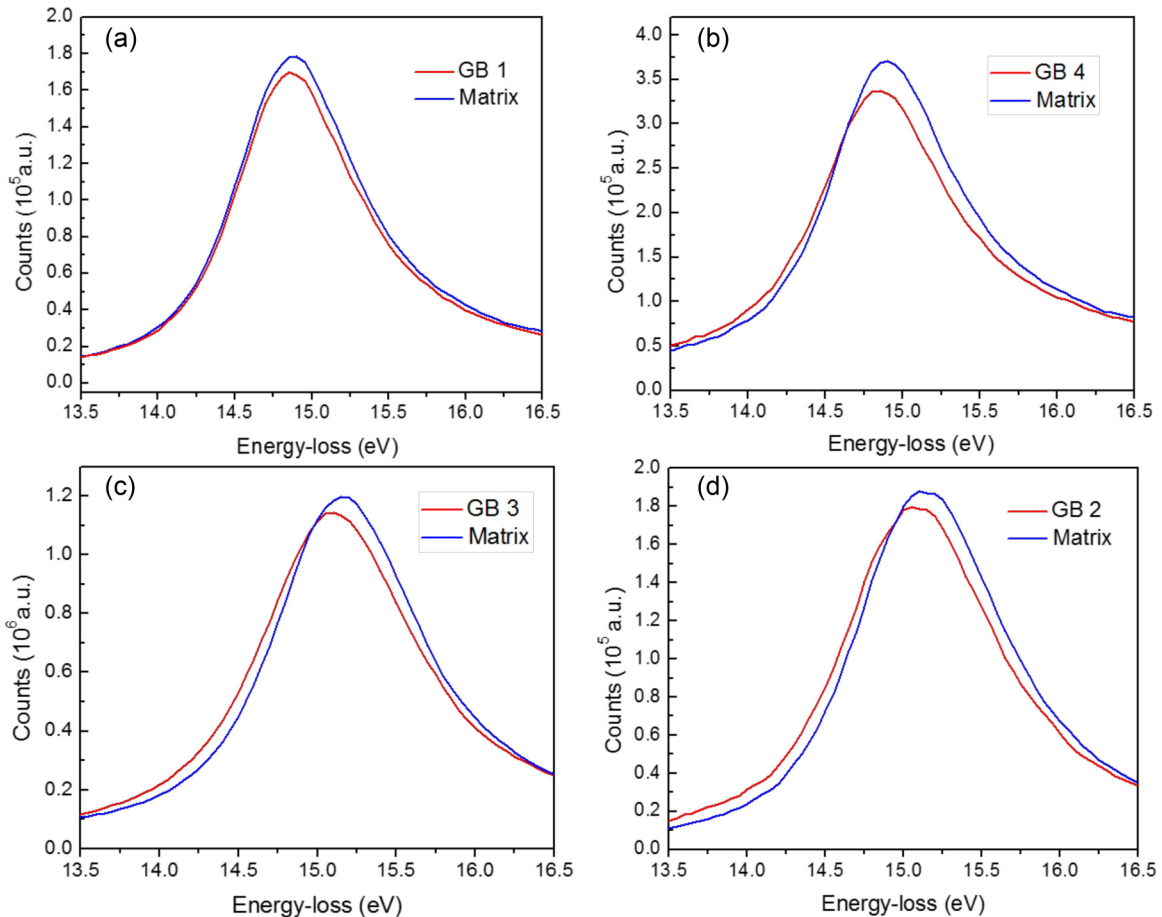 (a)
GB 1
Matrix
Counts (10⁵a.u.)
2.0
1.8
1.6
1.4
1.2
1.0
0.8
0.6
0.4
0.2
0.0
13.5 14.0 14.5 15.0 15.5 16.0 16.5
Energy-loss (eV)
(b)
GB 4
Matrix
Counts (10⁵a.u.)
4.0
3.5
3.0
2.5
2.0
1.5
1.0
0.5
0.0
13.5 14.0 14.5 15.0 15.5 16.0 16.5
Energy-loss (eV)
(c)
GB 3
Matrix
Counts (10⁶a.u.)
1.2
1.0
0.8
0.6
0.4
0.2
0.0
13.5 14.0 14.5 15.0 15.5 16.0 16.5
Energy-loss (eV)
(d)
GB 2
Matrix
Counts (10⁵ a.u.)
2.0
1.8
1.6
1.4
1.2
1.0
0.8
0.6
0.4
0.2
0.0
13.5 14.0 14.5 15.0 15.5 16.0 16.5
Energy-loss (eV)